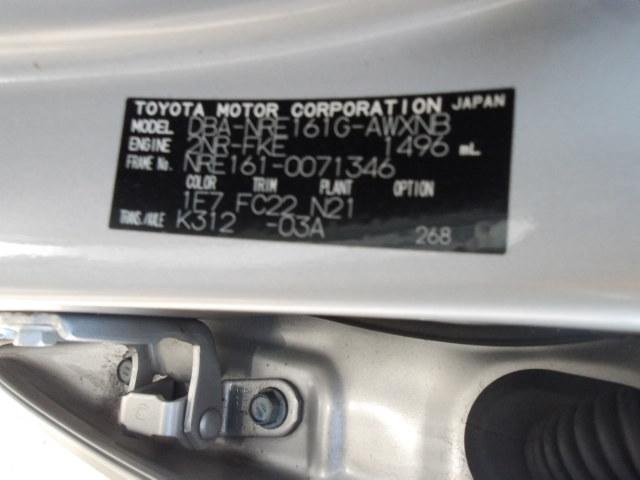 TOYOTA MOTOR CORPORATION JAPAN
MODEL DBA-NRE161G-AWXNB
ENGINE 2NR-FKE 1496 mL
FRAME No. NRE161-0071346
COLOR TRIM PLANT OPTION
1F7 FC22 N21
TRANS./AXLE K312 -03A 268